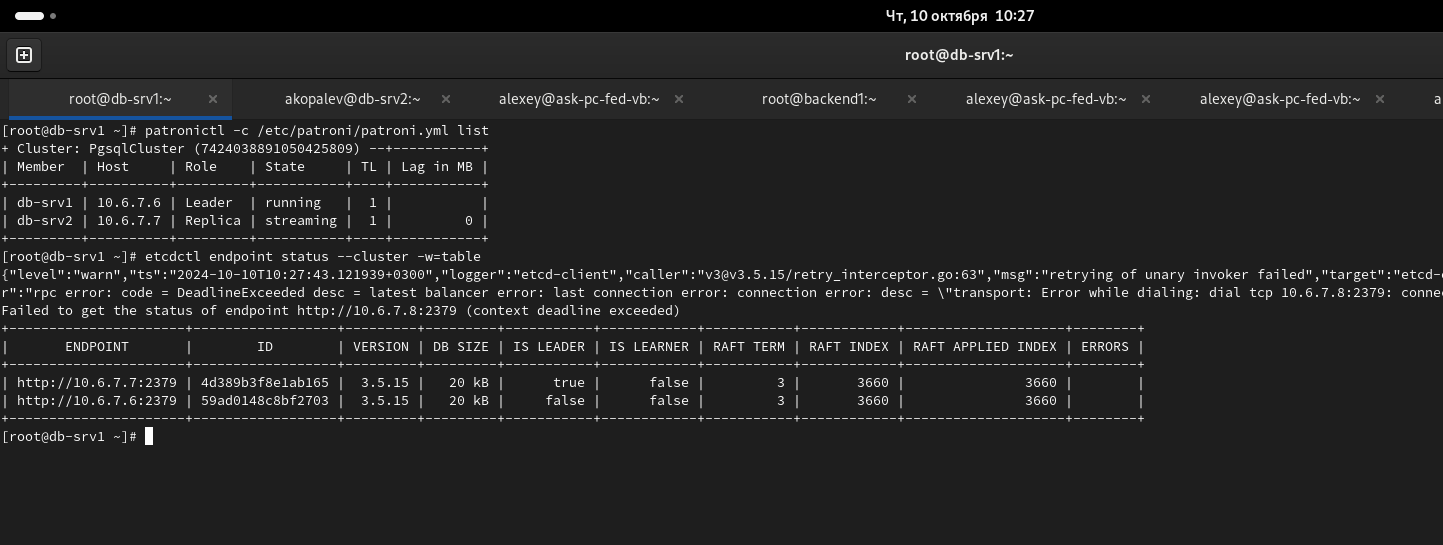 Чт, 10 октября 10:27
root@db-srv1:~
root@db-srv1:~ × akopalev@db-srv2:~ × alexey@ask-pc-fed-vb:~ × root@backend1:~ × alexey@ask-pc-fed-vb:~ × alexey@ask-pc-fed-vb:~ × a
[root@db-srv1 ~]# patronictl -c /etc/patroni/patroni.yml list
+ Cluster: PgsqlCluster (7424038891050425809) --+-----------+
| Member  | Host     | Role    | State     | TL | Lag in MB |
+---------+----------+---------+-----------+----+-----------+
| db-srv1 | 10.6.7.6 | Leader  | running   |  1 |           |
| db-srv2 | 10.6.7.7 | Replica | streaming |  1 |         0 |
+---------+----------+---------+-----------+----+-----------+
[root@db-srv1 ~]# etcdctl endpoint status --cluster -w=table
{"level":"warn","ts":"2024-10-10T10:27:43.121939+0300","logger":"etcd-client","caller":"v3@v3.5.15/retry_interceptor.go:63","msg":"retrying of unary invoker failed","target":"etcd-
r":"rpc error: code = DeadlineExceeded desc = latest balancer error: last connection error: connection error: desc = \"transport: Error while dialing: dial tcp 10.6.7.8:2379: conne
Failed to get the status of endpoint http://10.6.7.8:2379 (context deadline exceeded)
+----------------------+------------------+---------+---------+-----------+------------+-----------+------------+--------------------+--------+
|       ENDPOINT       |        ID        | VERSION | DB SIZE | IS LEADER | IS LEARNER | RAFT TERM | RAFT INDEX | RAFT APPLIED INDEX | ERRORS |
+----------------------+------------------+---------+---------+-----------+------------+-----------+------------+--------------------+--------+
| http://10.6.7.7:2379 | 4d389b3f8e1ab165 |  3.5.15 |   20 kB |      true |      false |         3 |       3660 |               3660 |        |
| http://10.6.7.6:2379 | 59ad0148c8bf2703 |  3.5.15 |   20 kB |     false |      false |         3 |       3660 |               3660 |        |
+----------------------+------------------+---------+---------+-----------+------------+-----------+------------+--------------------+--------+
[root@db-srv1 ~]#